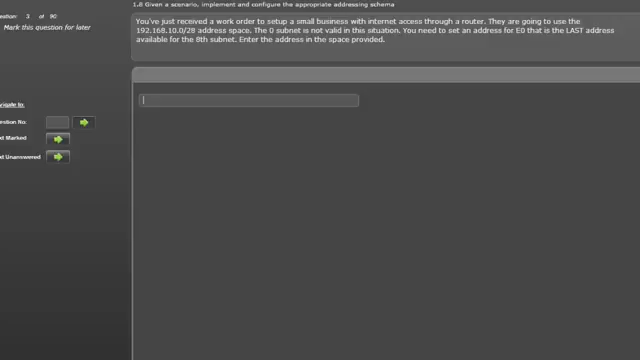 1.8 Given a scenario, implement and configure the appropriate addressing schema
estion: 3 of 90
Mark this question for later
You've just received a work order to setup a small business with internet access through a router. They are going to use the
192.168.10.0/28 address space. The 0 subnet is not valid in this situation. You need to set an address for E0 that is the LAST address
available for the 8th subnet. Enter the address in the space provided.
vigate to:
estion No:
xt Marked
xt Unanswered